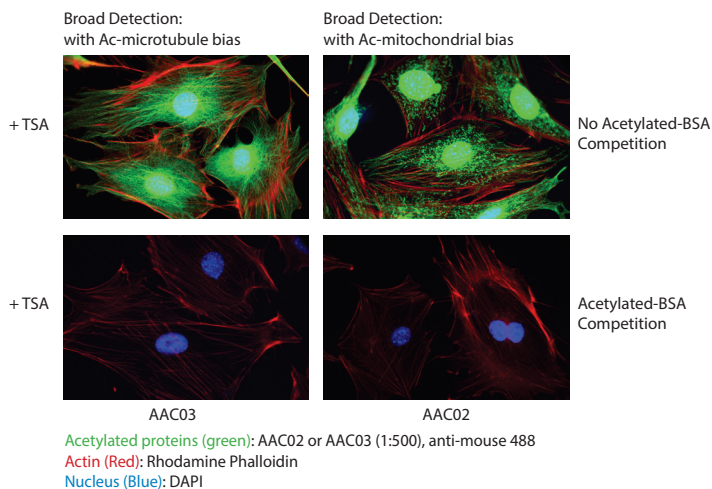 Broad Detection:
with Ac-microtubule bias
Broad Detection:
with Ac-mitochondrial bias
+ TSA
No Acetylated-BSA
Competition
+ TSA
Acetylated-BSA
Competition
AAC03
AAC02
Acetylated proteins (green): AAC02 or AAC03 (1:500), anti-mouse 488
Actin (Red): Rhodamine Phalloidin
Nucleus (Blue): DAPI